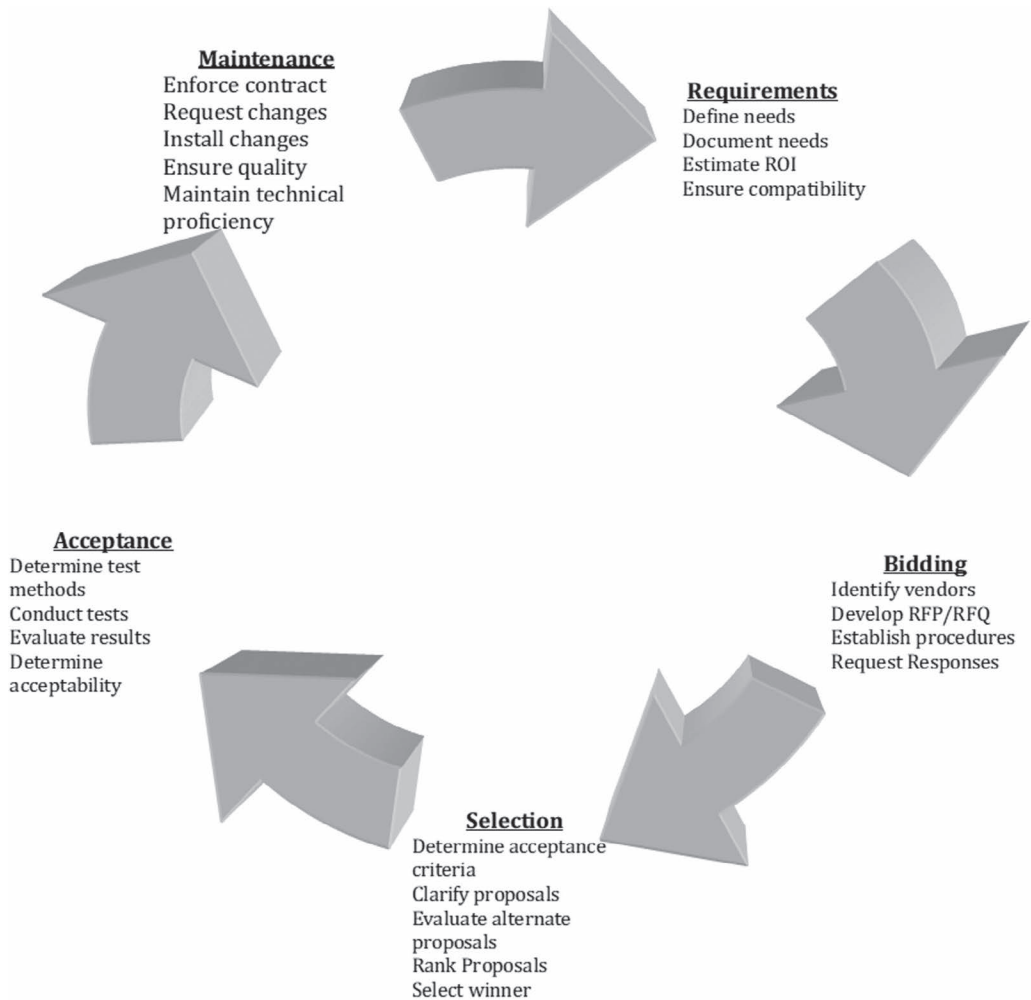 Maintenance
Enforce contract
Request changes
Install changes
Ensure quality
Maintain technical
proficiency
Requirements
Define needs
Document needs
Estimate ROI
Ensure compatibility
Bidding
Identify vendors
Develop RFP/RFQ
Establish procedures
Request Responses
Selection
Determine acceptance
criteria
Clarify proposals
Evaluate alternate
proposals
Rank Proposals
Select winner
Acceptance
Determine test
methods
Conduct tests
Evaluate results
Determine
acceptability